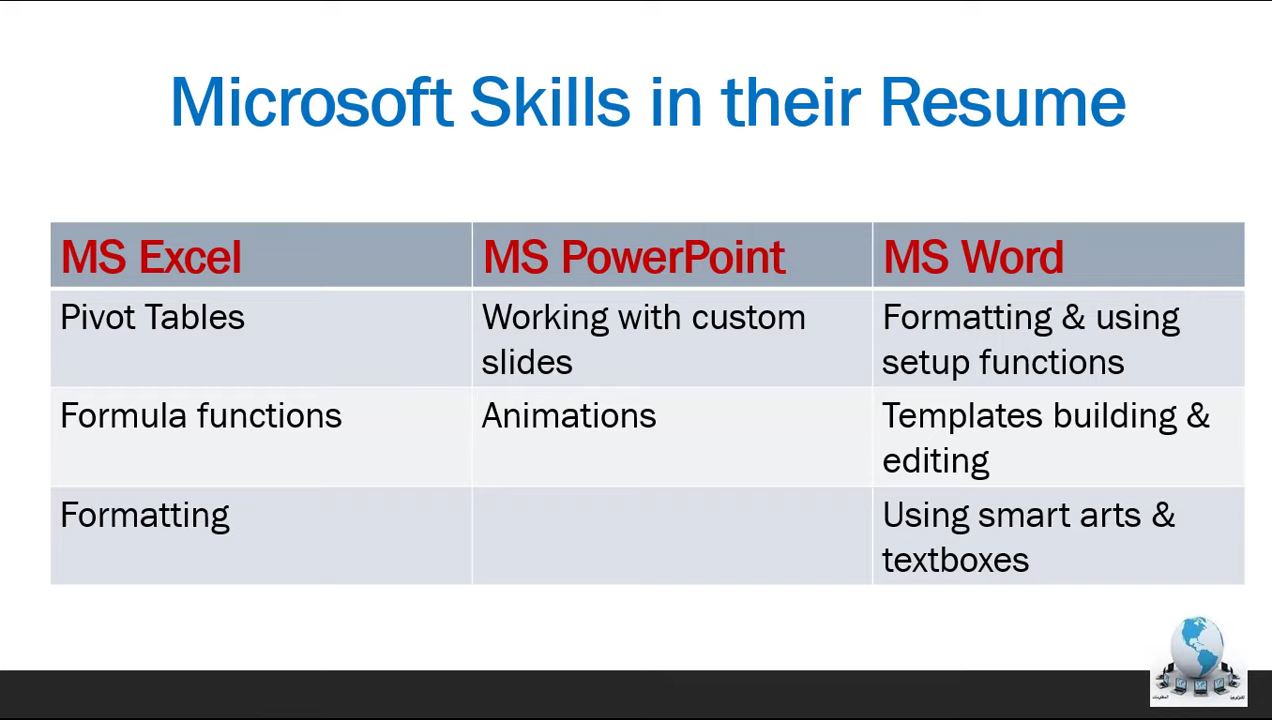 Microsoft Skills in their Resume
MS Excel
MS PowerPoint
MS Word
Pivot Tables
Working with custom
slides
Formatting & using
setup functions
Formula functions
Animations
Templates building &
editing
Formatting
Using smart arts &
textboxes